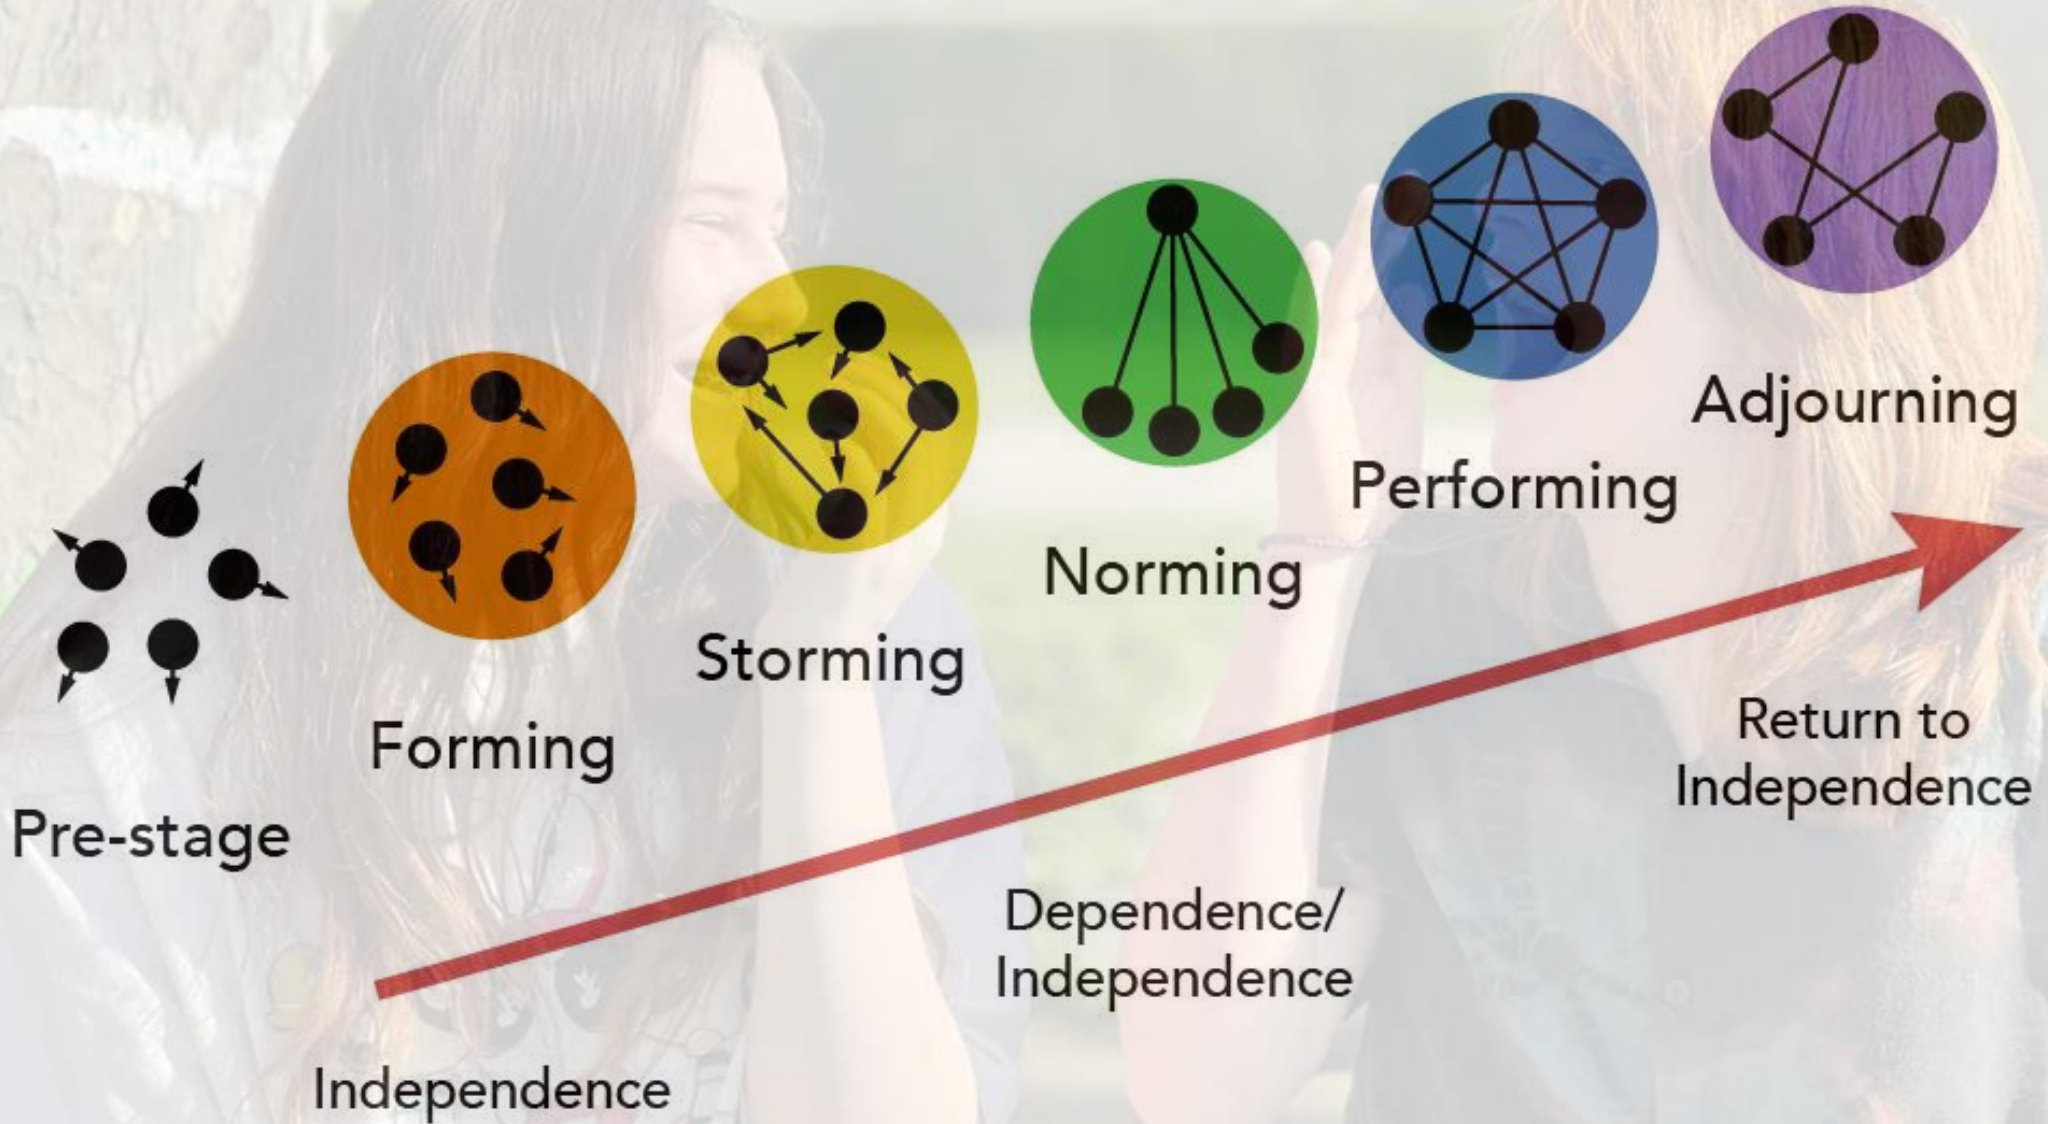 Pre-stage
Forming
Storming
Norming
Performing
Adjourning
Independence
Dependence/
Independence
Return to
Independence